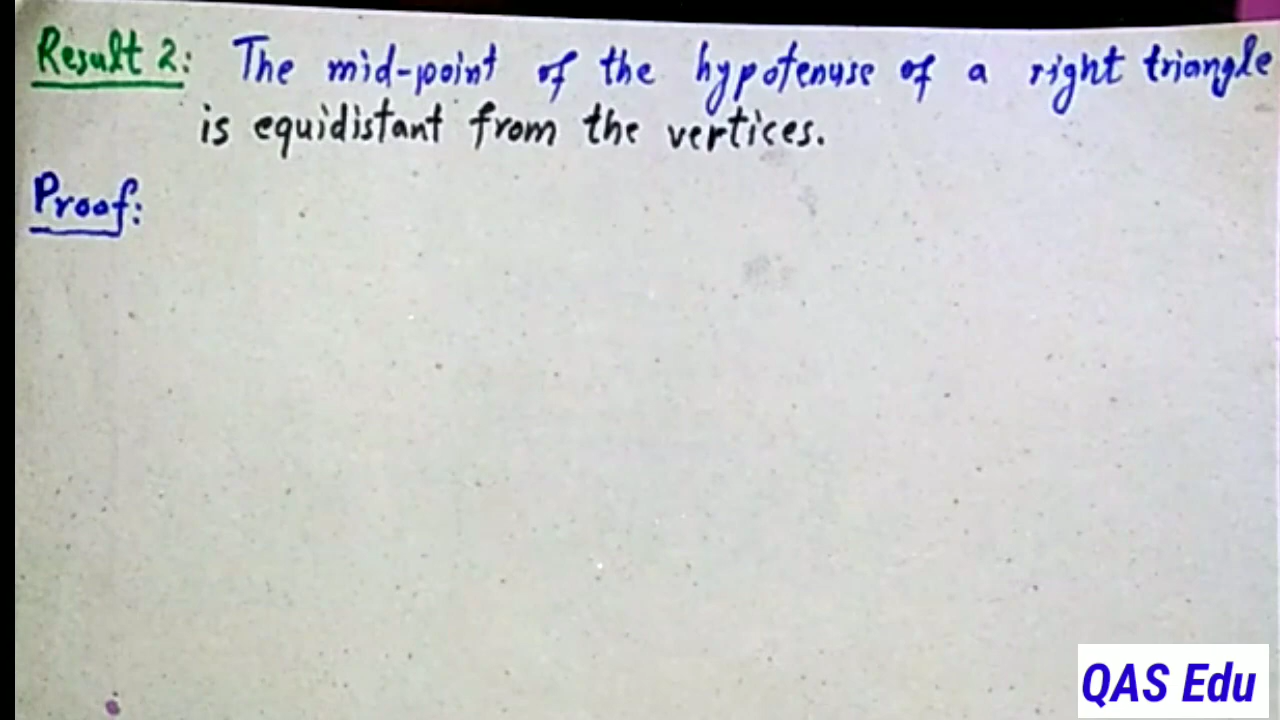 Result 2: The mid-point of the hypotenuse of a right triangle
is equidistant from the vertices.
Proof:
QAS Edu